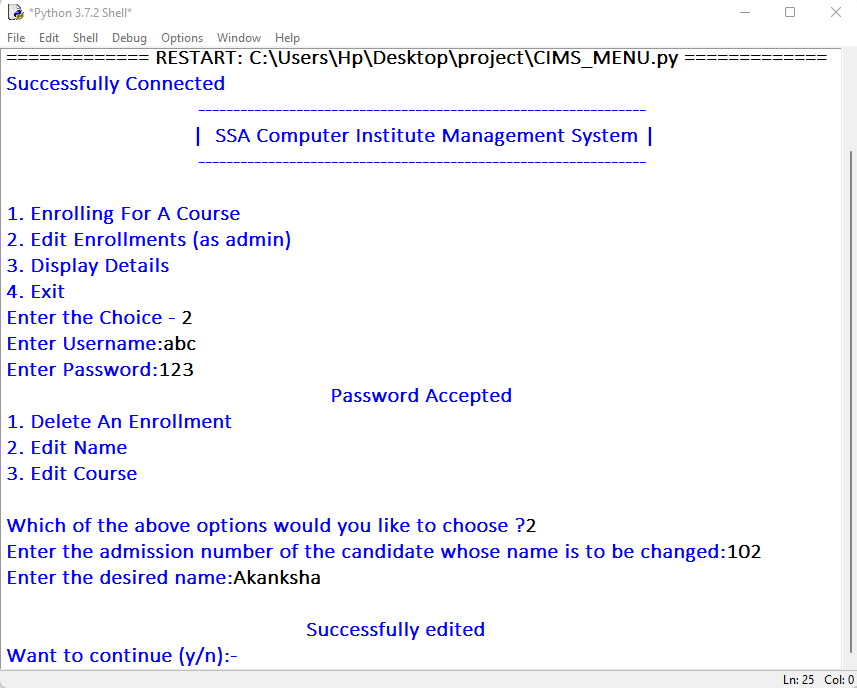 *Python 3.7.2 Shell*
File Edit Shell Debug Options Window Help
============= RESTART: C:\Users\Hp\Desktop\project\CIMS_MENU.py =============
Successfully Connected
----------------------------------------------------------------
| SSA Computer Institute Management System |
----------------------------------------------------------------
1. Enrolling For A Course
2. Edit Enrollments (as admin)
3. Display Details
4. Exit
Enter the Choice - 2
Enter Username:abc
Enter Password:123
Password Accepted
1. Delete An Enrollment
2. Edit Name
3. Edit Course
Which of the above options would you like to choose ?2
Enter the admission number of the candidate whose name is to be changed:102
Enter the desired name:Akanksha
Successfully edited
Want to continue (y/n):-
Ln: 25 Col: 0